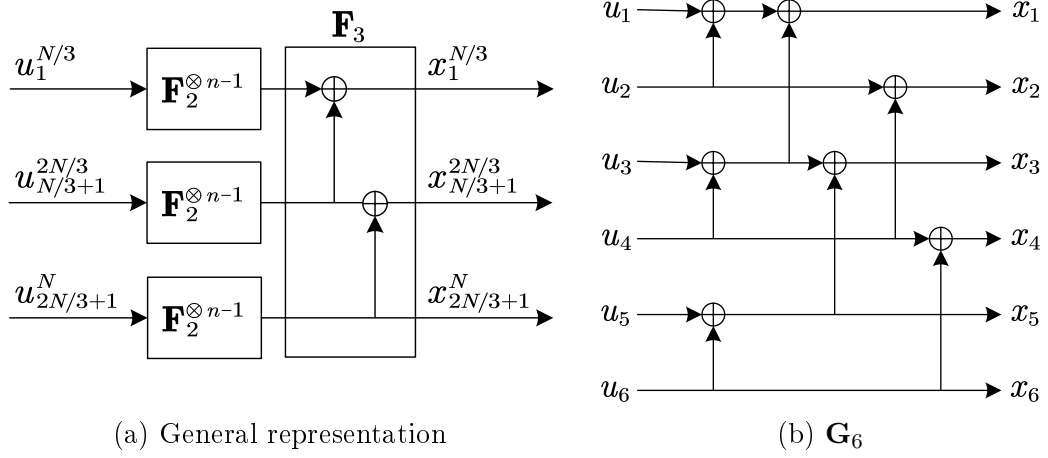 𝐅₃
u₁^{N/3}
𝐅₂^{⊗ n−1}
x₁^{N/3}
u_{N/3+1}^{2N/3}
𝐅₂^{⊗ n−1}
x_{N/3+1}^{2N/3}
u_{2N/3+1}^{N}
𝐅₂^{⊗ n−1}
x_{2N/3+1}^{N}
(a) General representation
u₁ x₁
u₂ x₂
u₃ x₃
u₄ x₄
u₅ x₅
u₆ x₆
(b) 𝐆₆